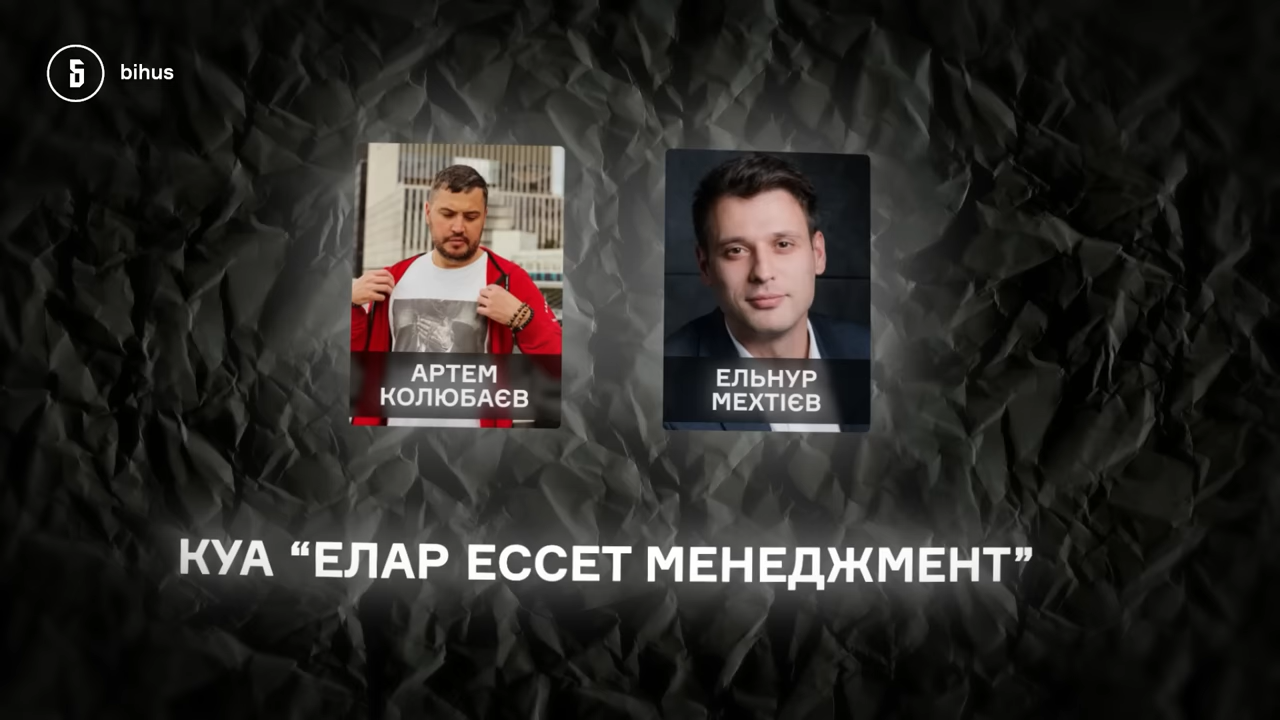 bihus
АРТЕМ
КОЛЮБАЄВ
ЕЛЬНУР
МЕХТІЄВ
КУА “ЕЛАР ЕССЕТ МЕНЕДЖМЕНТ”